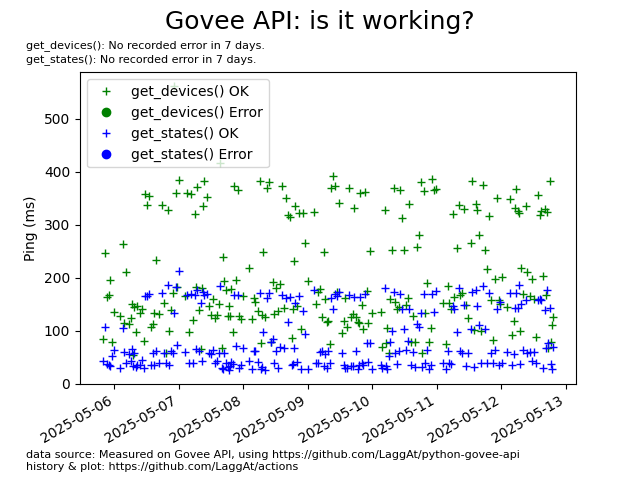 Govee API: is it working?
get_devices(): No recorded error in 7 days.
get_states(): No recorded error in 7 days.
get_devices() OK
get_devices() Error
get_states() OK
get_states() Error
Ping (ms)
500
400
300
200
100
0
2025-05-06
2025-05-07
2025-05-08
2025-05-09
2025-05-10
2025-05-11
2025-05-12
2025-05-13
data source: Measured on Govee API, using https://github.com/LaggAt/python-govee-api
history & plot: https://github.com/LaggAt/actions